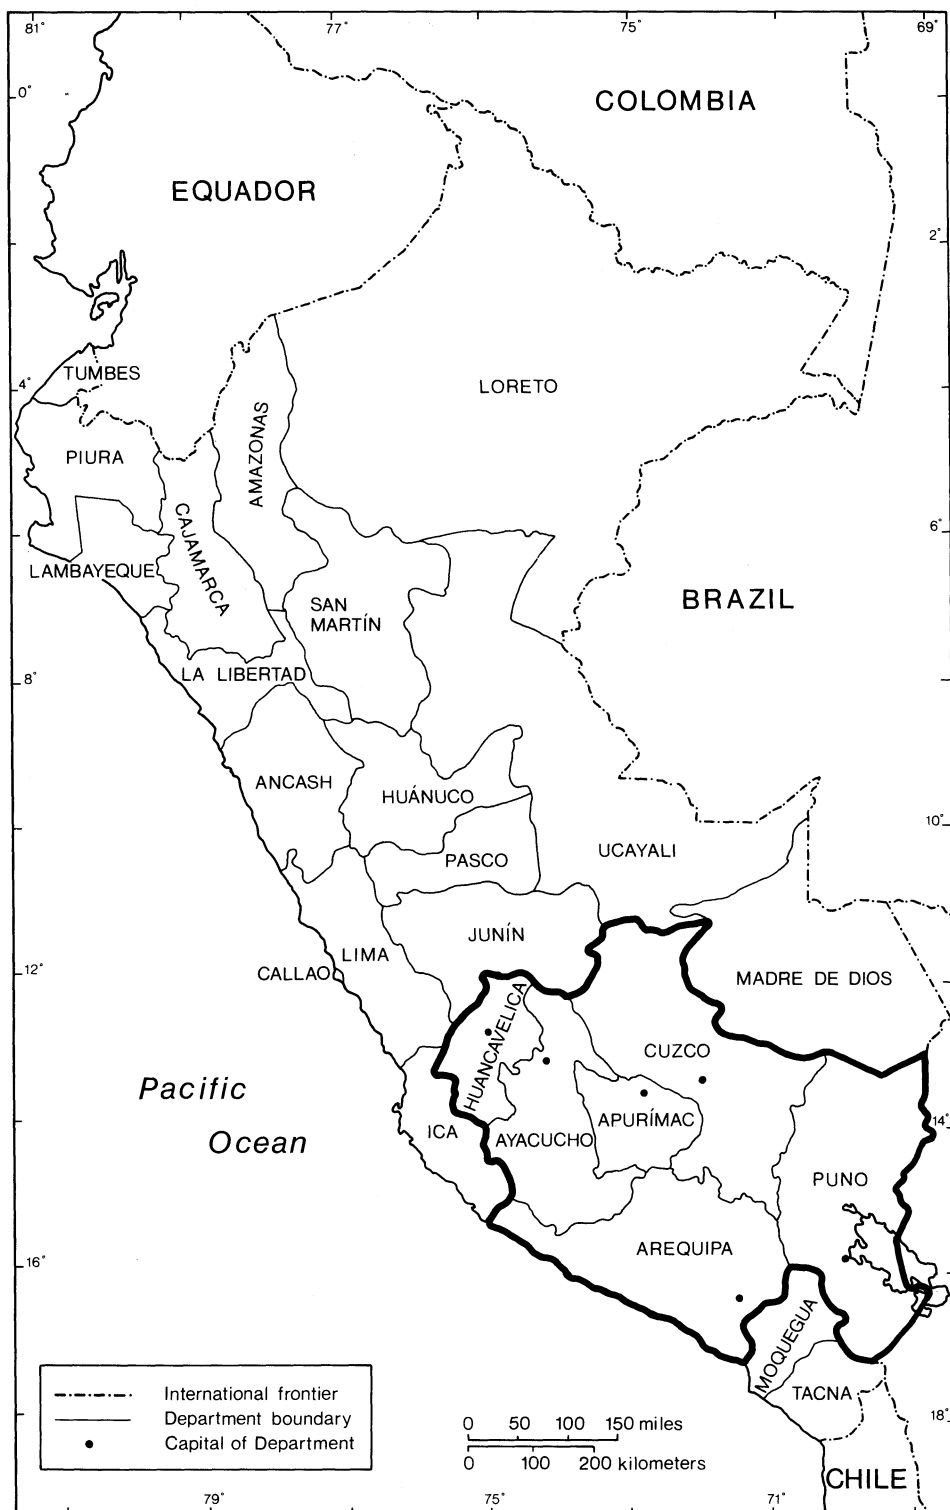 81°
77°
75°
69°
0°
COLOMBIA
EQUADOR
2°
TUMBES
4°
LORETO
AMAZONAS
PIURA
CAJAMARCA
6°
LAMBAYEQUE
BRAZIL
SAN
MARTÍN
LA LIBERTAD
8°
ANCASH
HUÁNUCO
10°
UCAYALI
PASCO
JUNÍN
LIMA
12°
CALLAO
MADRE DE DIOS
HUANCAVELICA
CUZCO
Pacific
Ocean
APURÍMAC
14°
ICA
AYACUCHO
PUNO
AREQUIPA
16°
MOQUEGUA
TACNA
International frontier
Department boundary
Capital of Department
0 50 100 150 miles
0 100 200 kilometers
18°
CHILE
79°
75°
71°